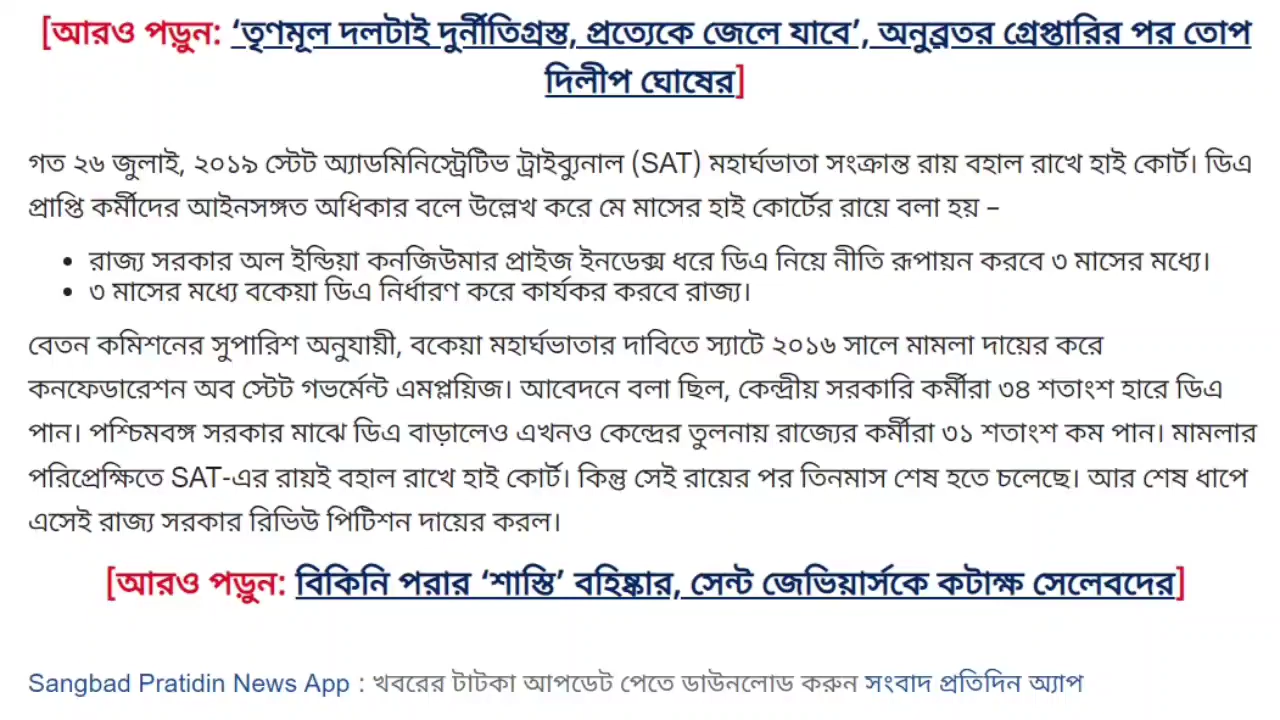 [আরও পড়ুন: ‘তৃণমূল দলটাই দুর্নীতিগ্রস্ত, প্রত্যেকে জেলে যাবে’, অনুব্রতর গ্রেপ্তারির পর তোপ
দিলীপ ঘোষের]
গত ২৬ জুলাই, ২০১৯ স্টেট অ্যাডমিনিস্ট্রেটিভ ট্রাইব্যুনাল (SAT) মহার্ঘভাতা সংক্রান্ত রায় বহাল রাখে হাই কোর্ট। ডিএ
প্রাপ্তি কর্মীদের আইনসঙ্গত অধিকার বলে উল্লেখ করে মে মাসের হাই কোর্টের রায়ে বলা হয় –
• রাজ্য সরকার অল ইন্ডিয়া কনজিউমার প্রাইজ ইনডেক্স ধরে ডিএ নিয়ে নীতি রূপায়ন করবে ৩ মাসের মধ্যে।
• ৩ মাসের মধ্যে বকেয়া ডিএ নির্ধারণ করে কার্যকর করবে রাজ্য।
বেতন কমিশনের সুপারিশ অনুযায়ী, বকেয়া মহার্ঘভাতার দাবিতে স্যাটে ২০১৬ সালে মামলা দায়ের করে
কনফেডারেশন অব স্টেট গভর্মেন্ট এমপ্লয়িজ। আবেদনে বলা ছিল, কেন্দ্রীয় সরকারি কর্মীরা ৩৪ শতাংশ হারে ডিএ
পান। পশ্চিমবঙ্গ সরকার মাঝে ডিএ বাড়ালেও এখনও কেন্দ্রের তুলনায় রাজ্যের কর্মীরা ৩১ শতাংশ কম পান। মামলার
পরিপ্রেক্ষিতে SAT-এর রায়ই বহাল রাখে হাই কোর্ট। কিন্তু সেই রায়ের পর তিনমাস শেষ হতে চলেছে। আর শেষ ধাপে
এসেই রাজ্য সরকার রিভিউ পিটিশন দায়ের করল।
[আরও পড়ুন: বিকিনি পরার ‘শাস্তি’ বহিষ্কার, সেন্ট জেভিয়ার্সকে কটাক্ষ সেলেবদের]
Sangbad Pratidin News App : খবরের টাটকা আপডেট পেতে ডাউনলোড করুন সংবাদ প্রতিদিন অ্যাপ